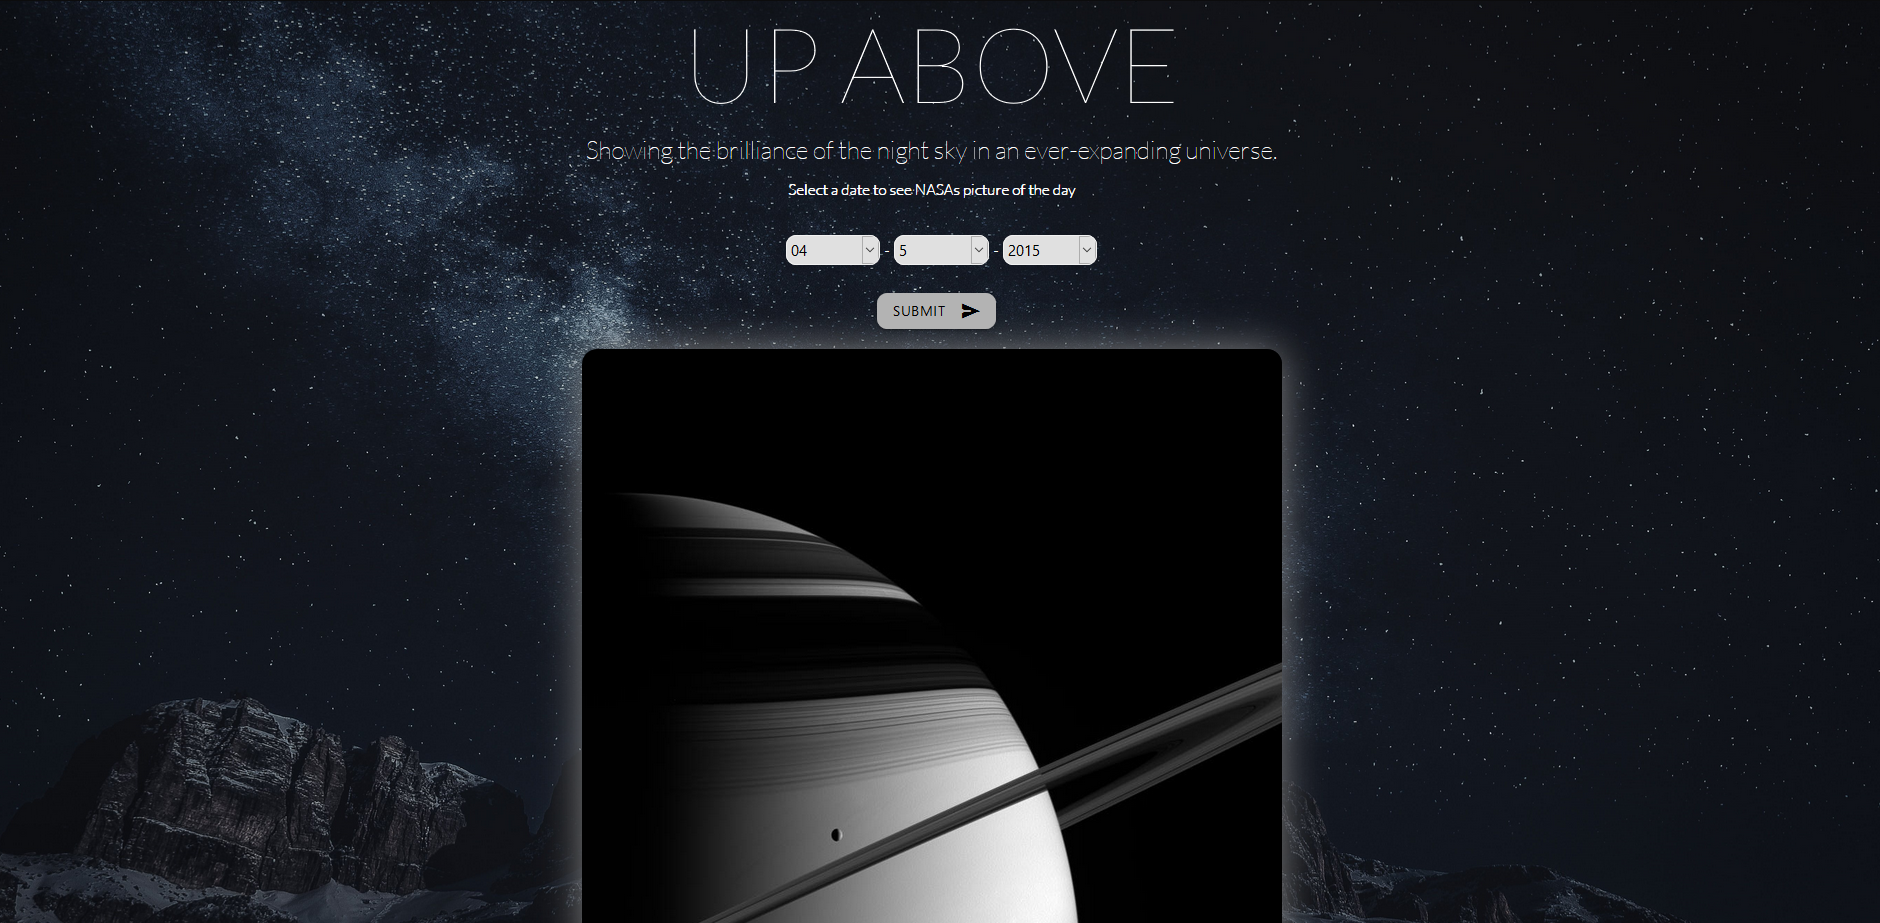 UP ABOVE
Showing the brilliance of the night sky in an ever-expanding universe.
Select a date to see NASAs picture of the day
04 - 5 - 2015
SUBMIT